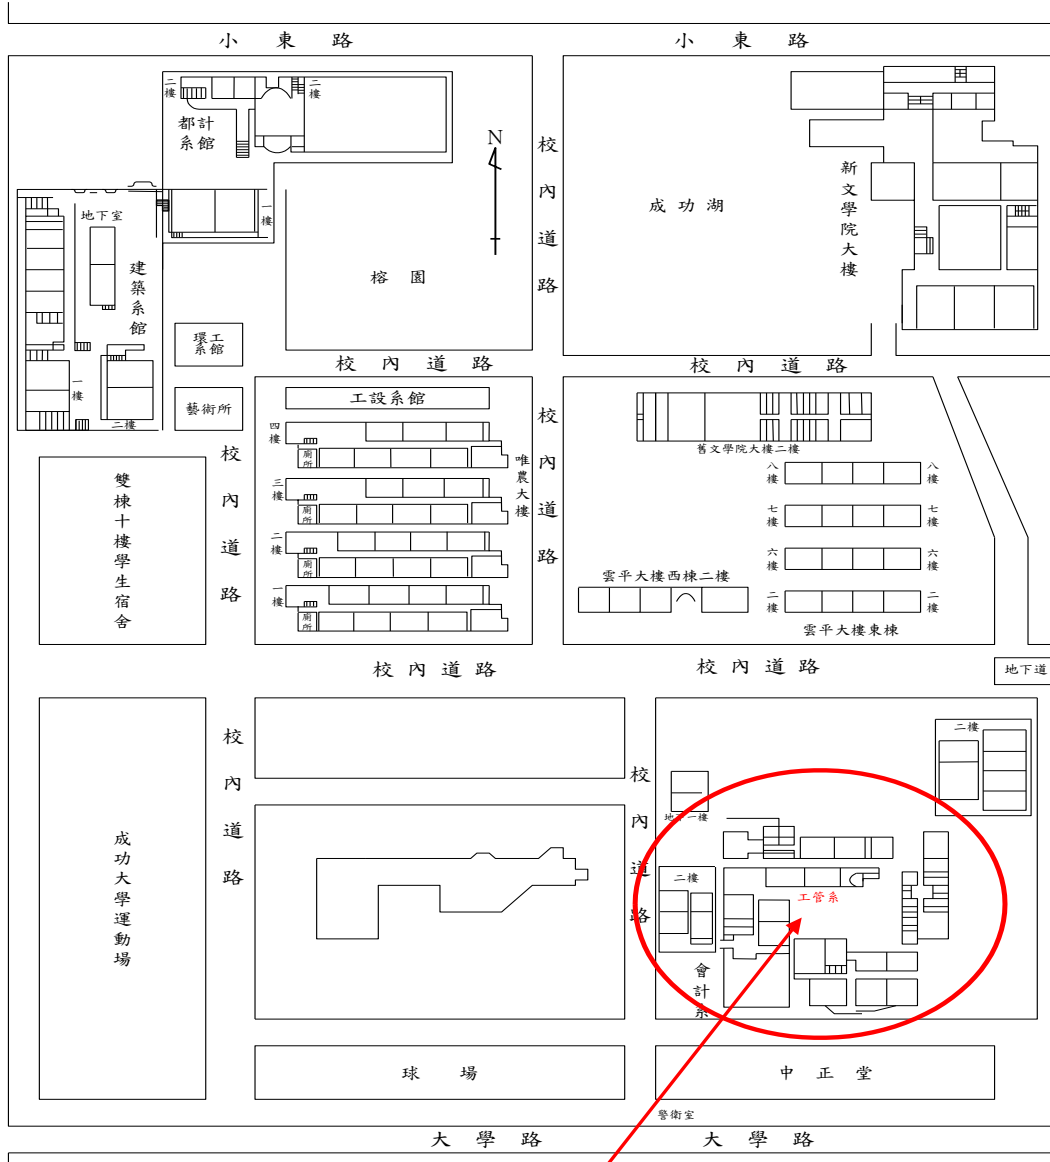 小東路
小東路
二樓
二樓
都計系館
N
校內道路
成功湖
新文學院大樓
一樓
地下室
建築系館
榕園
環工系館
校內道路
校內道路
一樓
二樓
藝術所
工設系館
校內道路
四樓
廁所
唯農大樓
校內道路
舊文學院大樓二樓
八樓
八樓
雙棟十樓學生宿舍
三樓
廁所
七樓
七樓
二樓
廁所
六樓
六樓
雲平大樓西棟二樓
一樓
廁所
二樓
二樓
雲平大樓東棟
校內道路
校內道路
地下道
校內道路
二樓
校內道路
地下一樓
成功大學運動場
二樓
工管系
會計系
球場
中正堂
警衛室
大學路
大學路